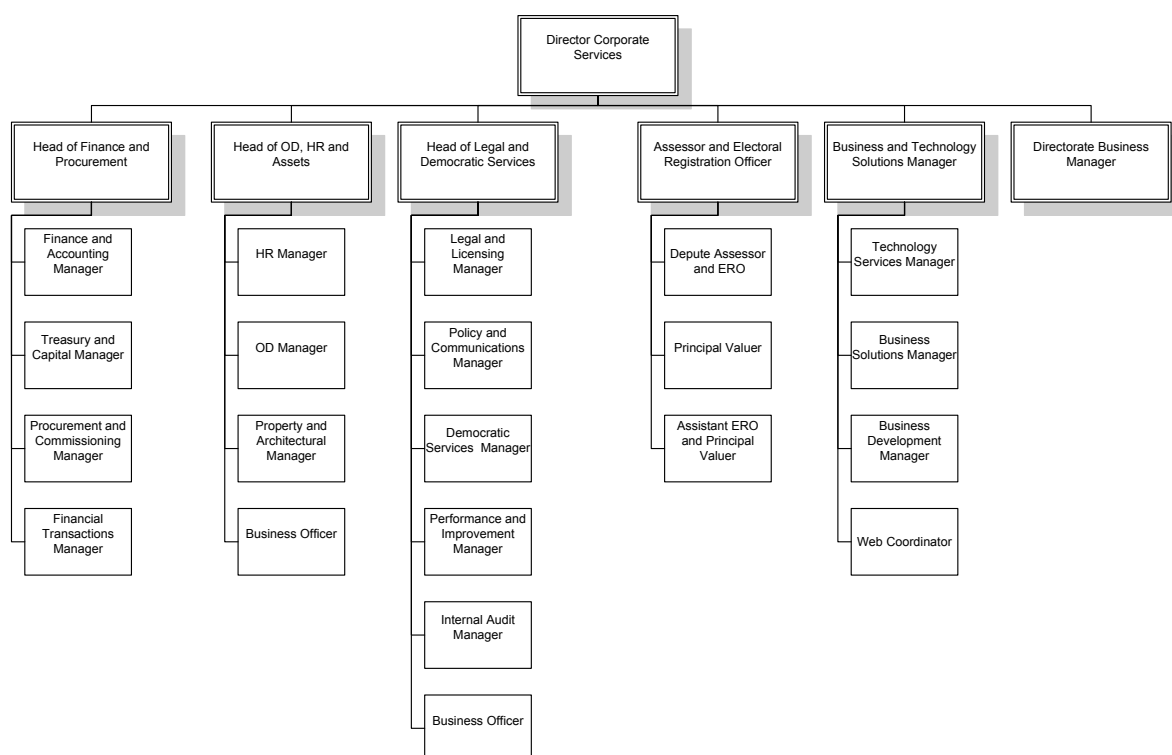 Director Corporate
Services
Head of Finance and
Procurement
Head of OD, HR and
Assets
Head of Legal and
Democratic Services
Assessor and Electoral
Registration Officer
Business and Technology
Solutions Manager
Directorate Business
Manager
Finance and
Accounting
Manager
Treasury and
Capital Manager
Procurement and
Commissioning
Manager
Financial
Transactions
Manager
HR Manager
OD Manager
Property and
Architectural
Manager
Business Officer
Legal and
Licensing
Manager
Policy and
Communications
Manager
Democratic
Services Manager
Performance and
Improvement
Manager
Internal Audit
Manager
Business Officer
Depute Assessor
and ERO
Principal Valuer
Assistant ERO
and Principal
Valuer
Technology
Services Manager
Business
Solutions Manager
Business
Development
Manager
Web Coordinator